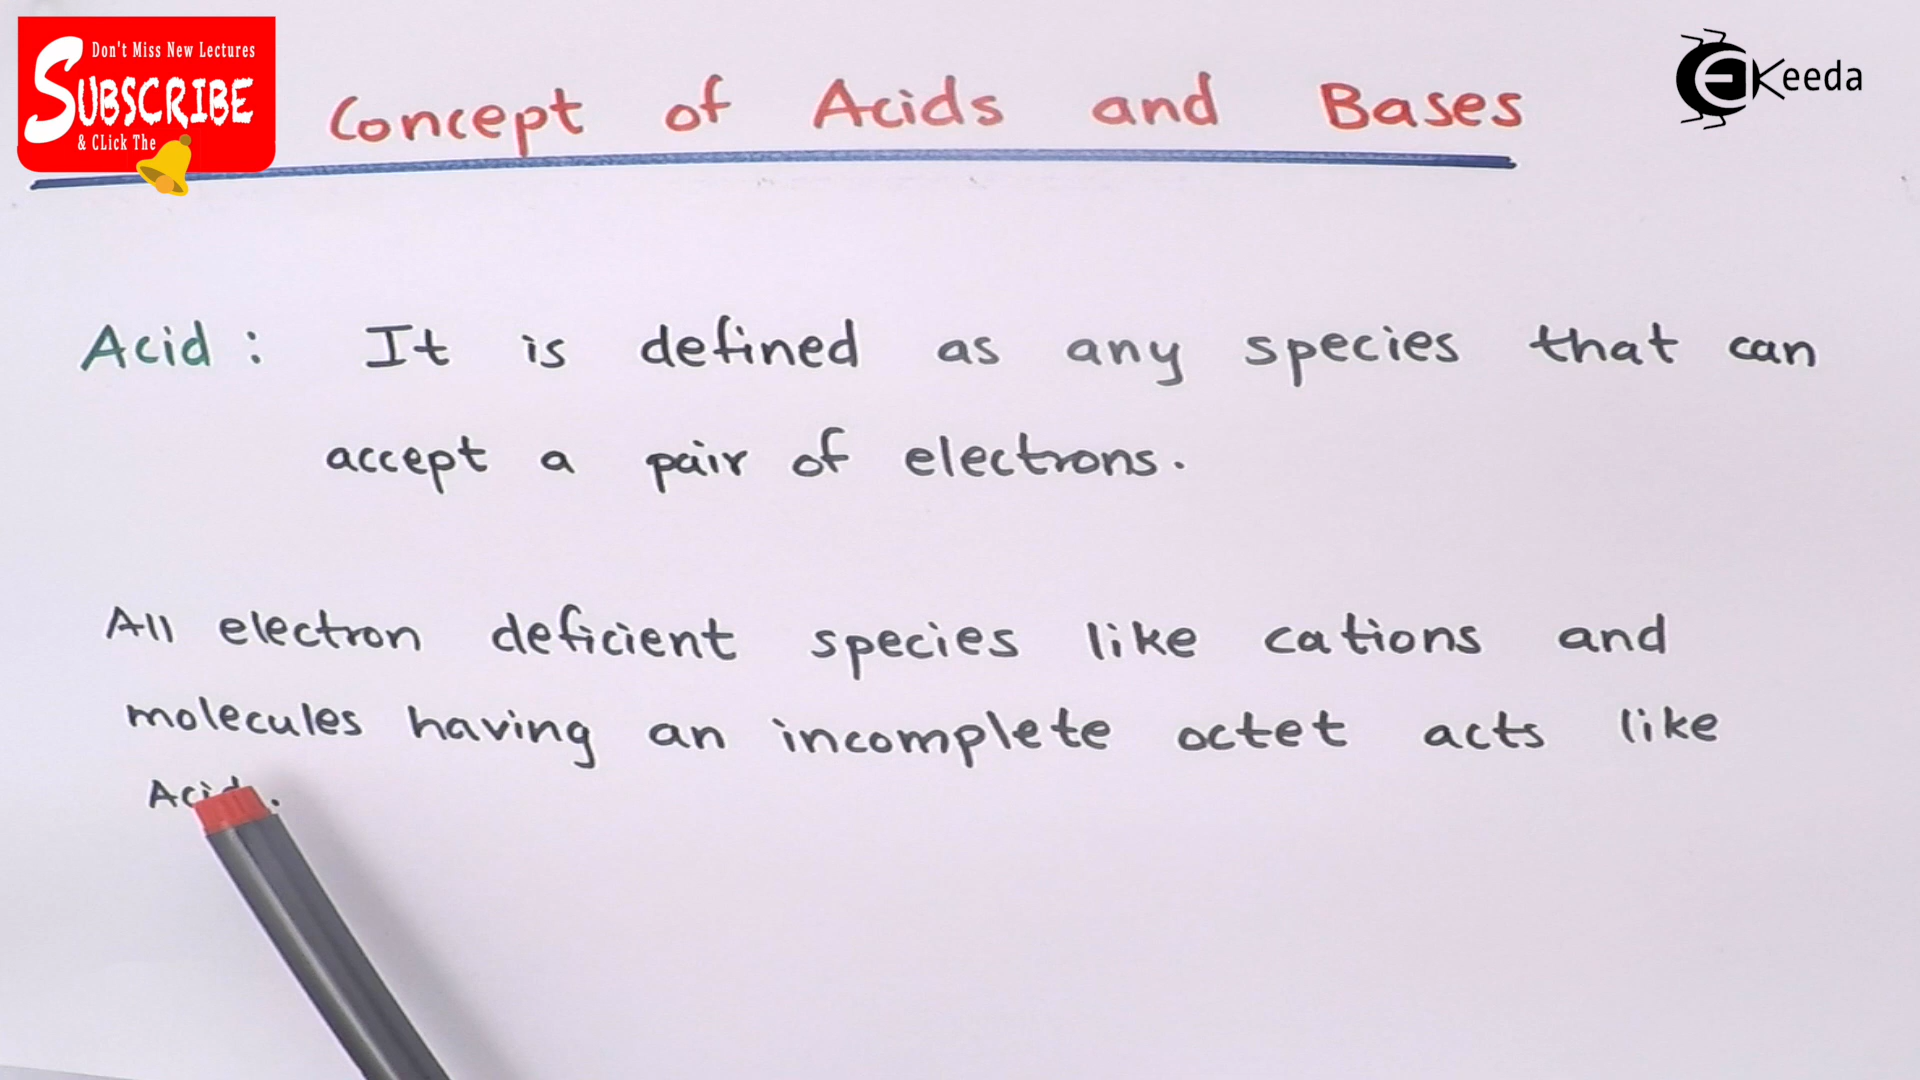 Don't Miss New Lectures
SUBSCRIBE
& CLick The
Concept of Acids and Bases
EKeeda
Acid : It is defined as any species that can
accept a pair of electrons.
All electron deficient species like cations and
molecules having an incomplete octet acts like
Acid.